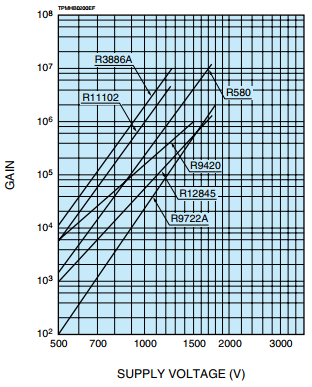 TPMHB0200EF
10⁸
10⁷
10⁶
10⁵
10⁴
10³
10²
GAIN
R3886A
R11102
R580
R9420
R12845
R9722A
500 700 1000 1500 2000 3000
SUPPLY VOLTAGE (V)